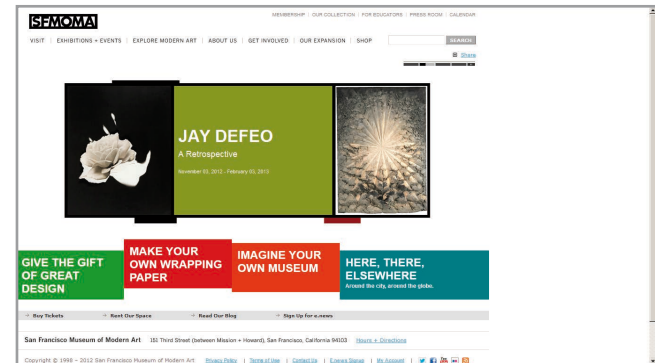 SFMOMA
MEMBERSHIP | OUR COLLECTION | FOR EDUCATORS | PRESS ROOM | CALENDAR
VISIT | EXHIBITIONS + EVENTS | EXPLORE MODERN ART | ABOUT US | GET INVOLVED | OUR EXPANSION | SHOP
SEARCH
Share
JAY DEFEO
A Retrospective
November 03, 2012 - February 03, 2013
GIVE THE GIFT
OF GREAT
DESIGN
MAKE YOUR
OWN WRAPPING
PAPER
IMAGINE YOUR
OWN MUSEUM
HERE, THERE,
ELSEWHERE
Around the city, around the globe.
Buy Tickets
Rent Our Space
Read Our Blog
Sign Up for e.news
San Francisco Museum of Modern Art 151 Third Street (between Mission + Howard), San Francisco, California 94103 Hours + Directions
Copyright © 1998 – 2012 San Francisco Museum of Modern Art Privacy Policy | Terms of Use | Contact Us | E.news Signup | My Account |